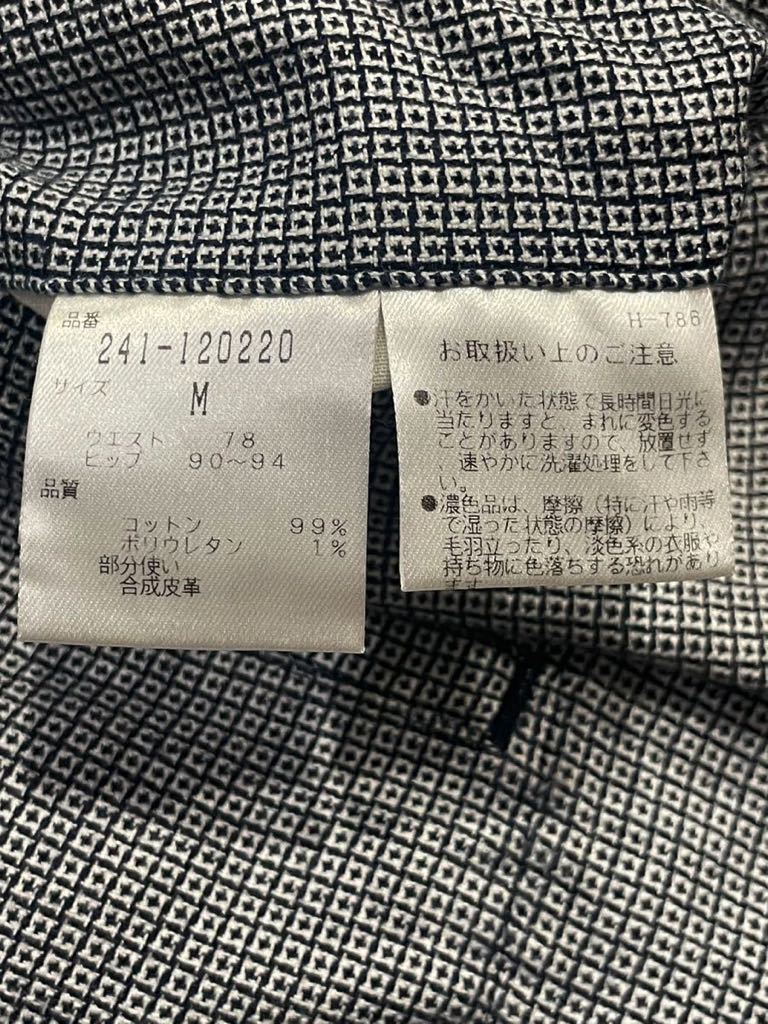 品番
241-120220
サイズ
M
ウエスト 78
ヒップ 90〜94
品質
コットン 99%
ポリウレタン 1%
部分使い
合成皮革
H-786
お取扱い上のご注意
●汗をかいた状態で長時間日光に
当たりますと、まれに変色する
ことがありますので、放置せず
、速やかに洗濯処理をして下さ
い。
●濃色品は、摩擦(特に汗や雨等
で湿った状態の摩擦)により、
毛羽立ったり、淡色系の衣服や
持ち物に色落ちする恐れがあり
ます